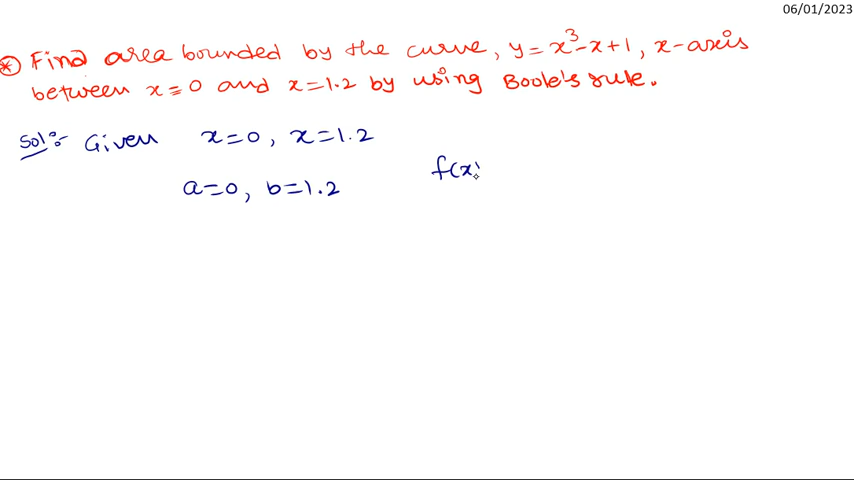 06/01/2023
* Find area bounded by the curve, y = x³-x+1, x-axis
between x=0 and x=1.2 by using Boole's rule.
Sol:- Given x=0, x=1.2
a=0, b=1.2 f(x)